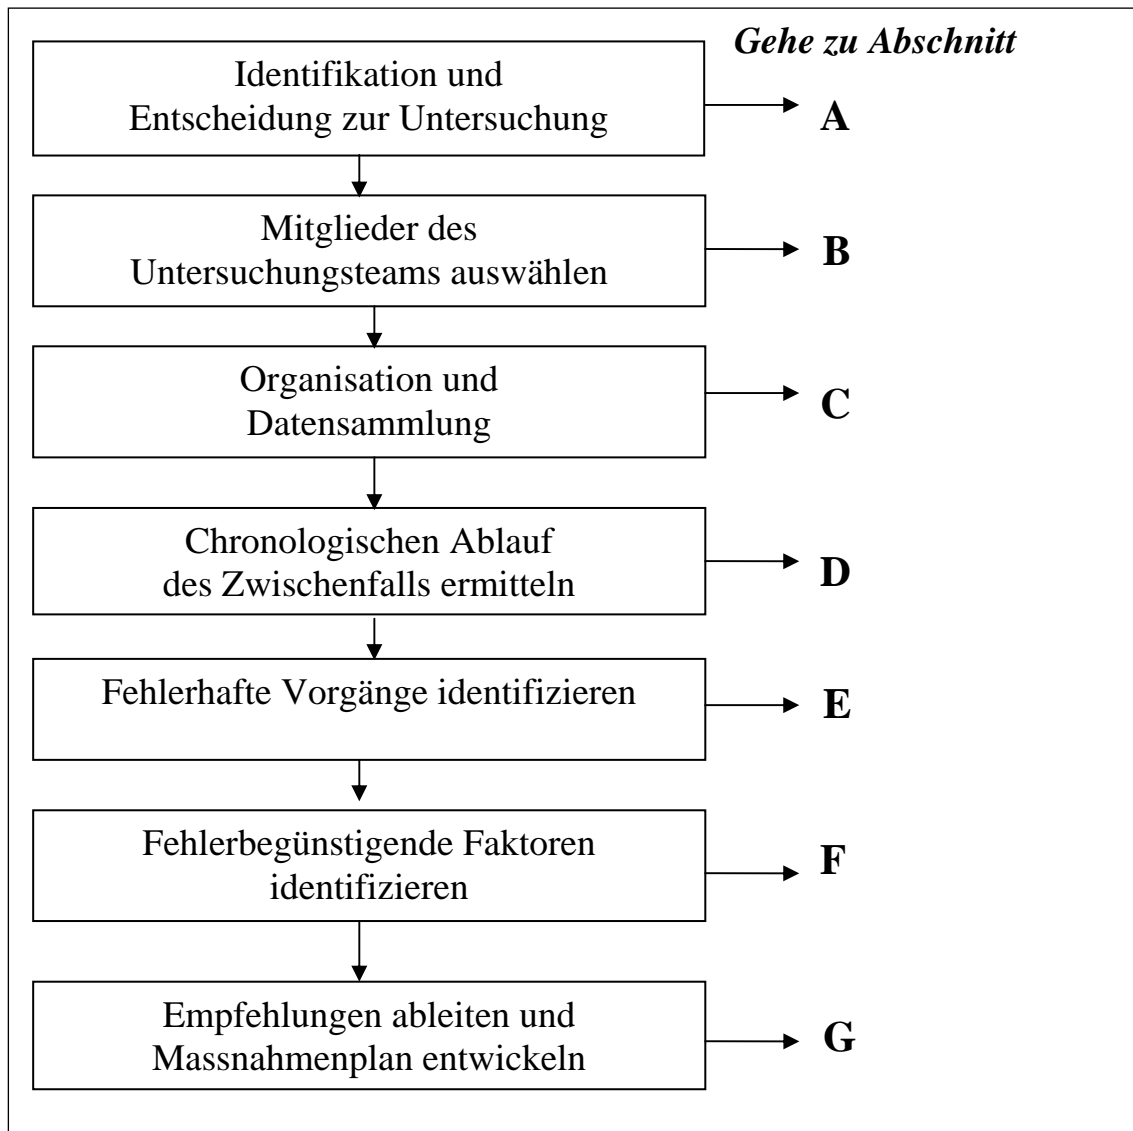 Gehe zu Abschnitt
Identifikation und
Entscheidung zur Untersuchung
A
Mitglieder des
Untersuchungsteams auswählen
B
Organisation und
Datensammlung
C
Chronologischen Ablauf
des Zwischenfalls ermitteln
D
Fehlerhafte Vorgänge identifizieren
E
Fehlerbegünstigende Faktoren
identifizieren
F
Empfehlungen ableiten und
Massnahmenplan entwickeln
G